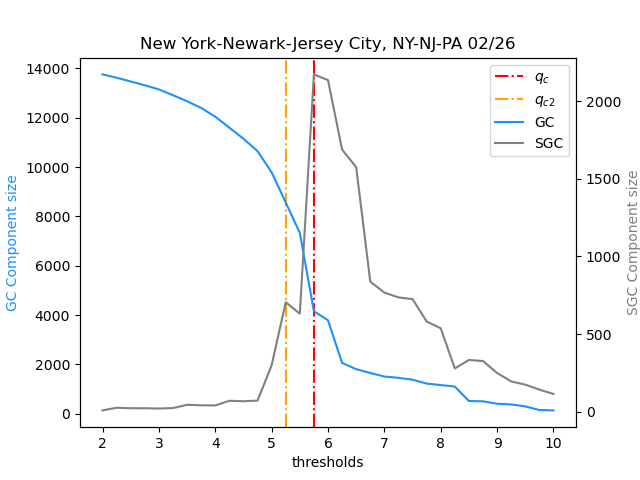 New York-Newark-Jersey City, NY-NJ-PA 02/26
14000
12000
10000
8000
6000
4000
2000
0
GC Component size
2 3 4 5 6 7 8 9 10
thresholds
2000
1500
1000
500
0
SGC Component size
q_c
q_{c2}
GC
SGC